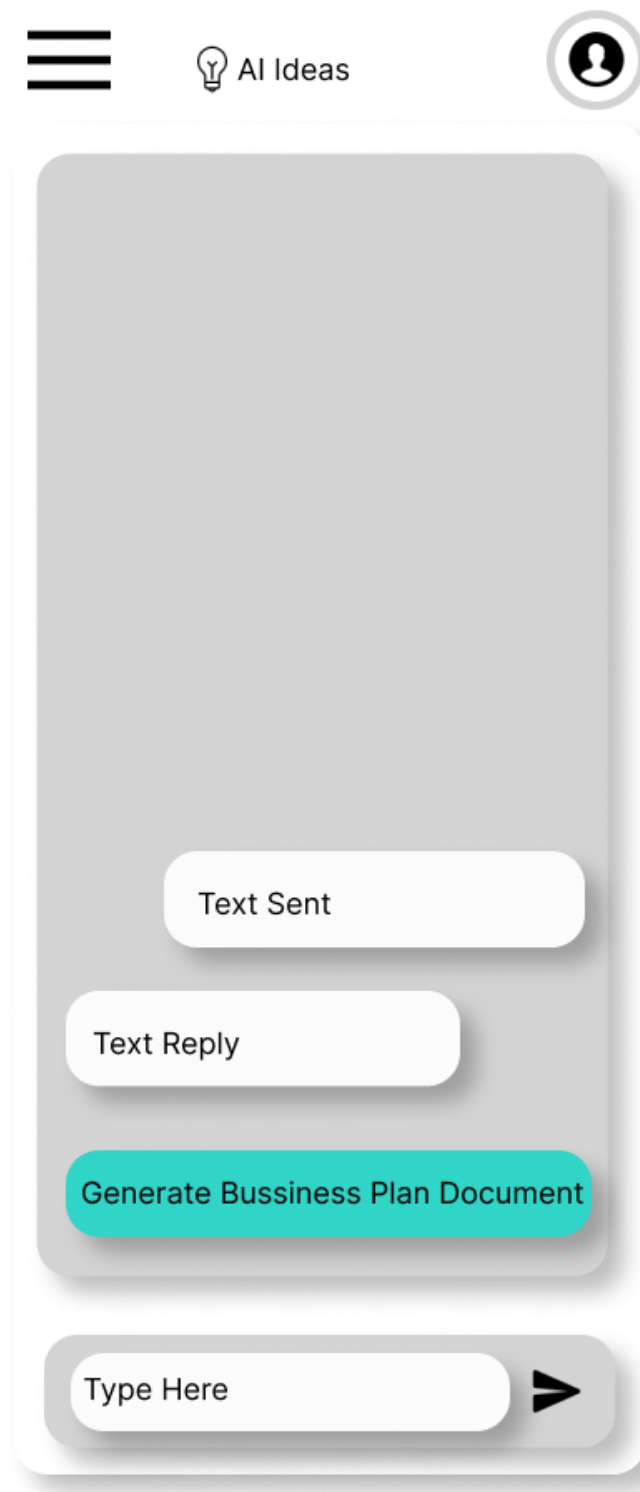 AI Ideas
Text Sent
Text Reply
Generate Bussiness Plan Document
Type Here